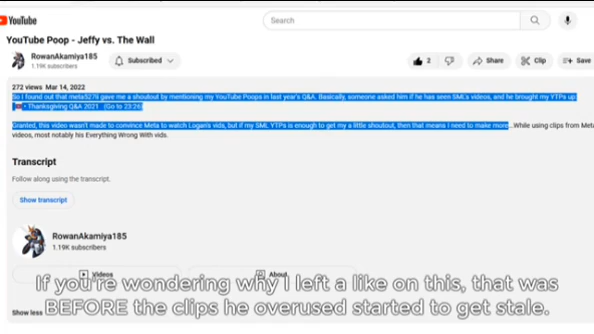 YouTube
Search
YouTube Poop - Jeffy vs. The Wall
RowanAkamiya185
1.19K subscribers
Subscribed
2
Share
Clip
Save
272 views Mar 14, 2022
So I found out that meta5270 gave me a shoutout by mentioning my YouTube Poops in last year's Q&A. Basically, someone asked him if he has seen SML's videos, and he brought my YTPs up:
• Thanksgiving Q&A 2021 (Go to 23:26)
Granted, this video wasn't made to convince Meta to watch Logan's vids, but if my SML YTPs is enough to get my a little shoutout, then that means I need to make more...While using clips from Meta
videos, most notably his Everything Wrong With vids.
Transcript
Follow along using the transcript.
Show transcript
RowanAkamiya185
1.19K subscribers
Videos
About
If you're wondering why I left a like on this, that was
Show less
BEFORE the clips he overused started to get stale.